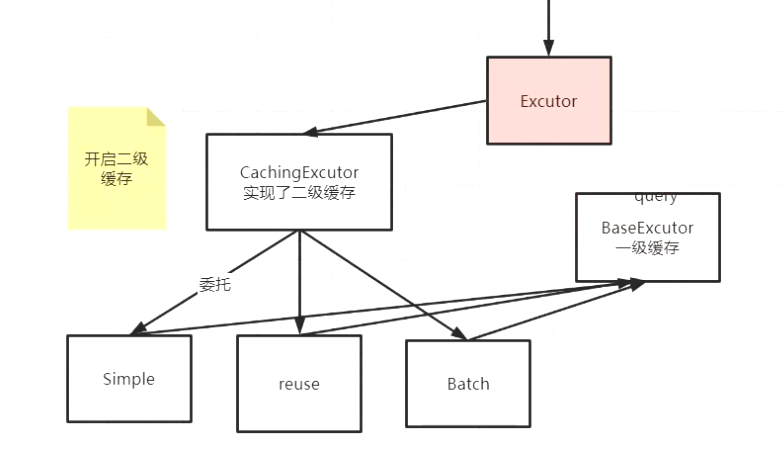 Excutor
开启二级
缓存
CachingExcutor
实现了二级缓存
query
BaseExcutor
一级缓存
委托
Simple
reuse
Batch